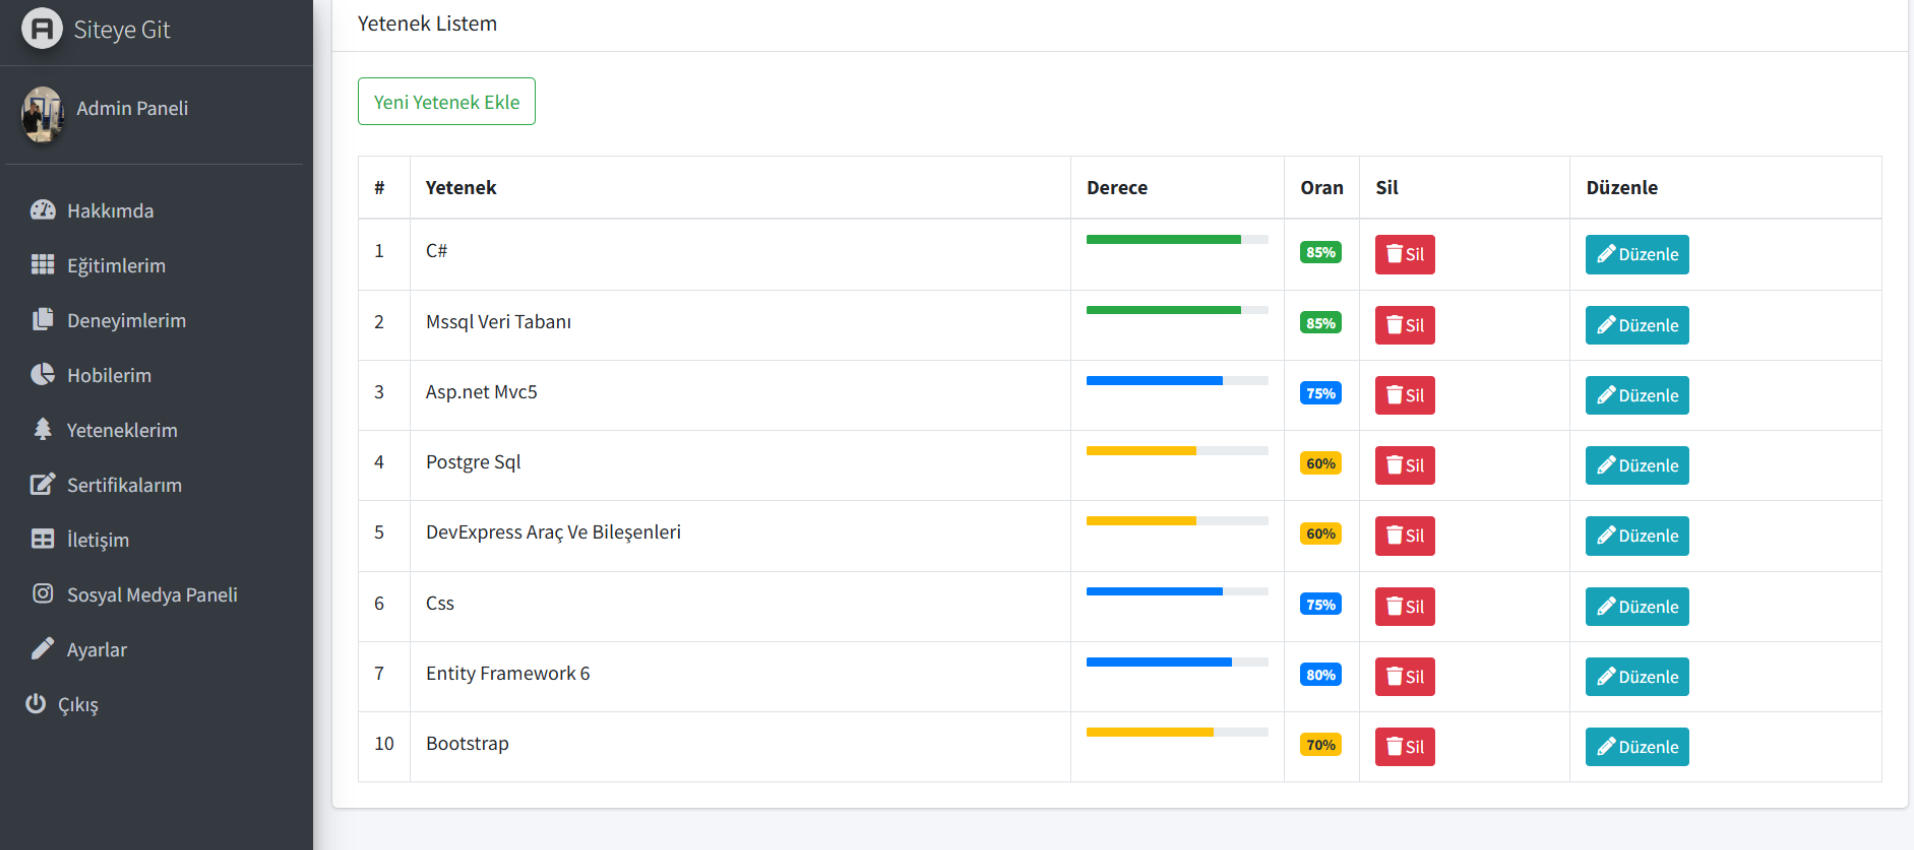 Siteye Git
Admin Paneli
Hakkımda
Eğitimlerim
Deneyimlerim
Hobilerim
Yeteneklerim
Sertifikalarım
İletişim
Sosyal Medya Paneli
Ayarlar
Çıkış
Yetenek Listem
Yeni Yetenek Ekle
# Yetenek Derece Oran Sil Düzenle
1 C# 85% Sil Düzenle
2 Mssql Veri Tabanı 85% Sil Düzenle
3 Asp.net Mvc5 75% Sil Düzenle
4 Postgre Sql 60% Sil Düzenle
5 DevExpress Araç Ve Bileşenleri 60% Sil Düzenle
6 Css 75% Sil Düzenle
7 Entity Framework 6 80% Sil Düzenle
10 Bootstrap 70% Sil Düzenle